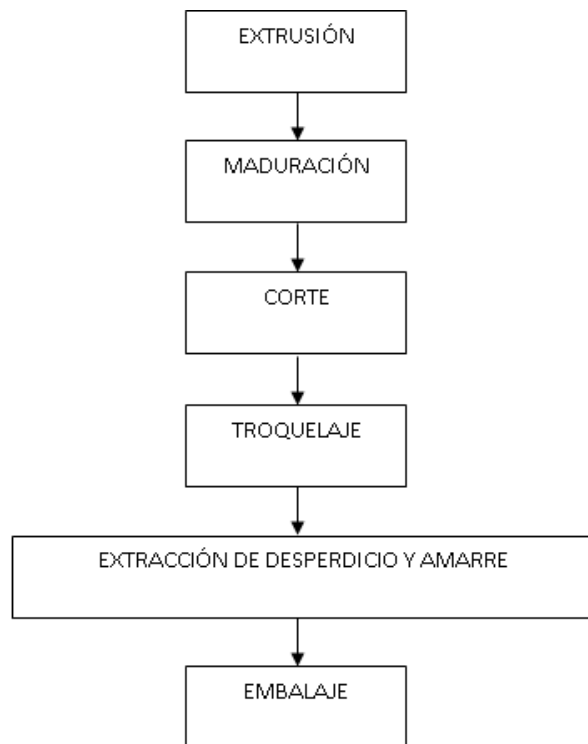 EXTRUSIÓN
MADURACIÓN
CORTE
TROQUELAJE
EXTRACCIÓN DE DESPERDICIO Y AMARRE
EMBALAJE